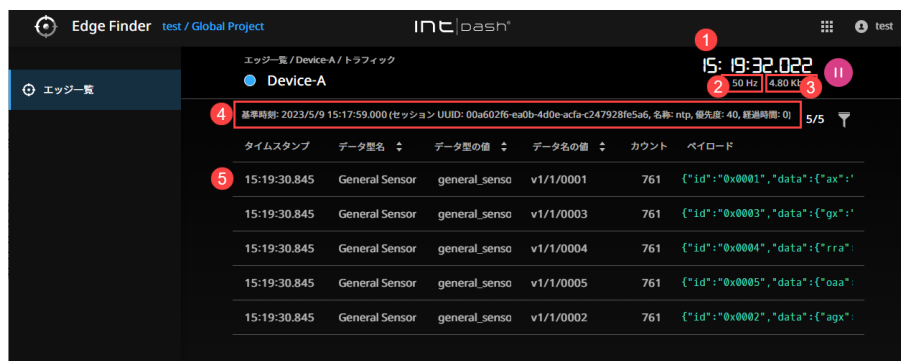 Edge Finder test / Global Project intdash test
1
エッジ一覧 / Device-A / トラフィック 15:19:32.022
エッジ一覧 Device-A
2 50 Hz 4.80 3
4 基準時刻: 2023/5/9 15:17:59.000 (セッション UUID: 00a602f6-ea0b-4d0e-acfa-c247928fe5a6, 名称: ntp, 優先度: 40, 経過時間: 0) 5/5
タイムスタンプ データ型名 データ型の値 データ名の値 カウント ペイロード
5 15:19:30.845 General Sensor general_senso v1/1/0001 761 {"id":"0x0001","data":{"ax":'
15:19:30.845 General Sensor general_senso v1/1/0003 761 {"id":"0x0003","data":{"gx":'
15:19:30.845 General Sensor general_senso v1/1/0004 761 {"id":"0x0004","data":{"rra":
15:19:30.845 General Sensor general_senso v1/1/0005 761 {"id":"0x0005","data":{"oaa":
15:19:30.845 General Sensor general_senso v1/1/0002 761 {"id":"0x0002","data":{"agx":